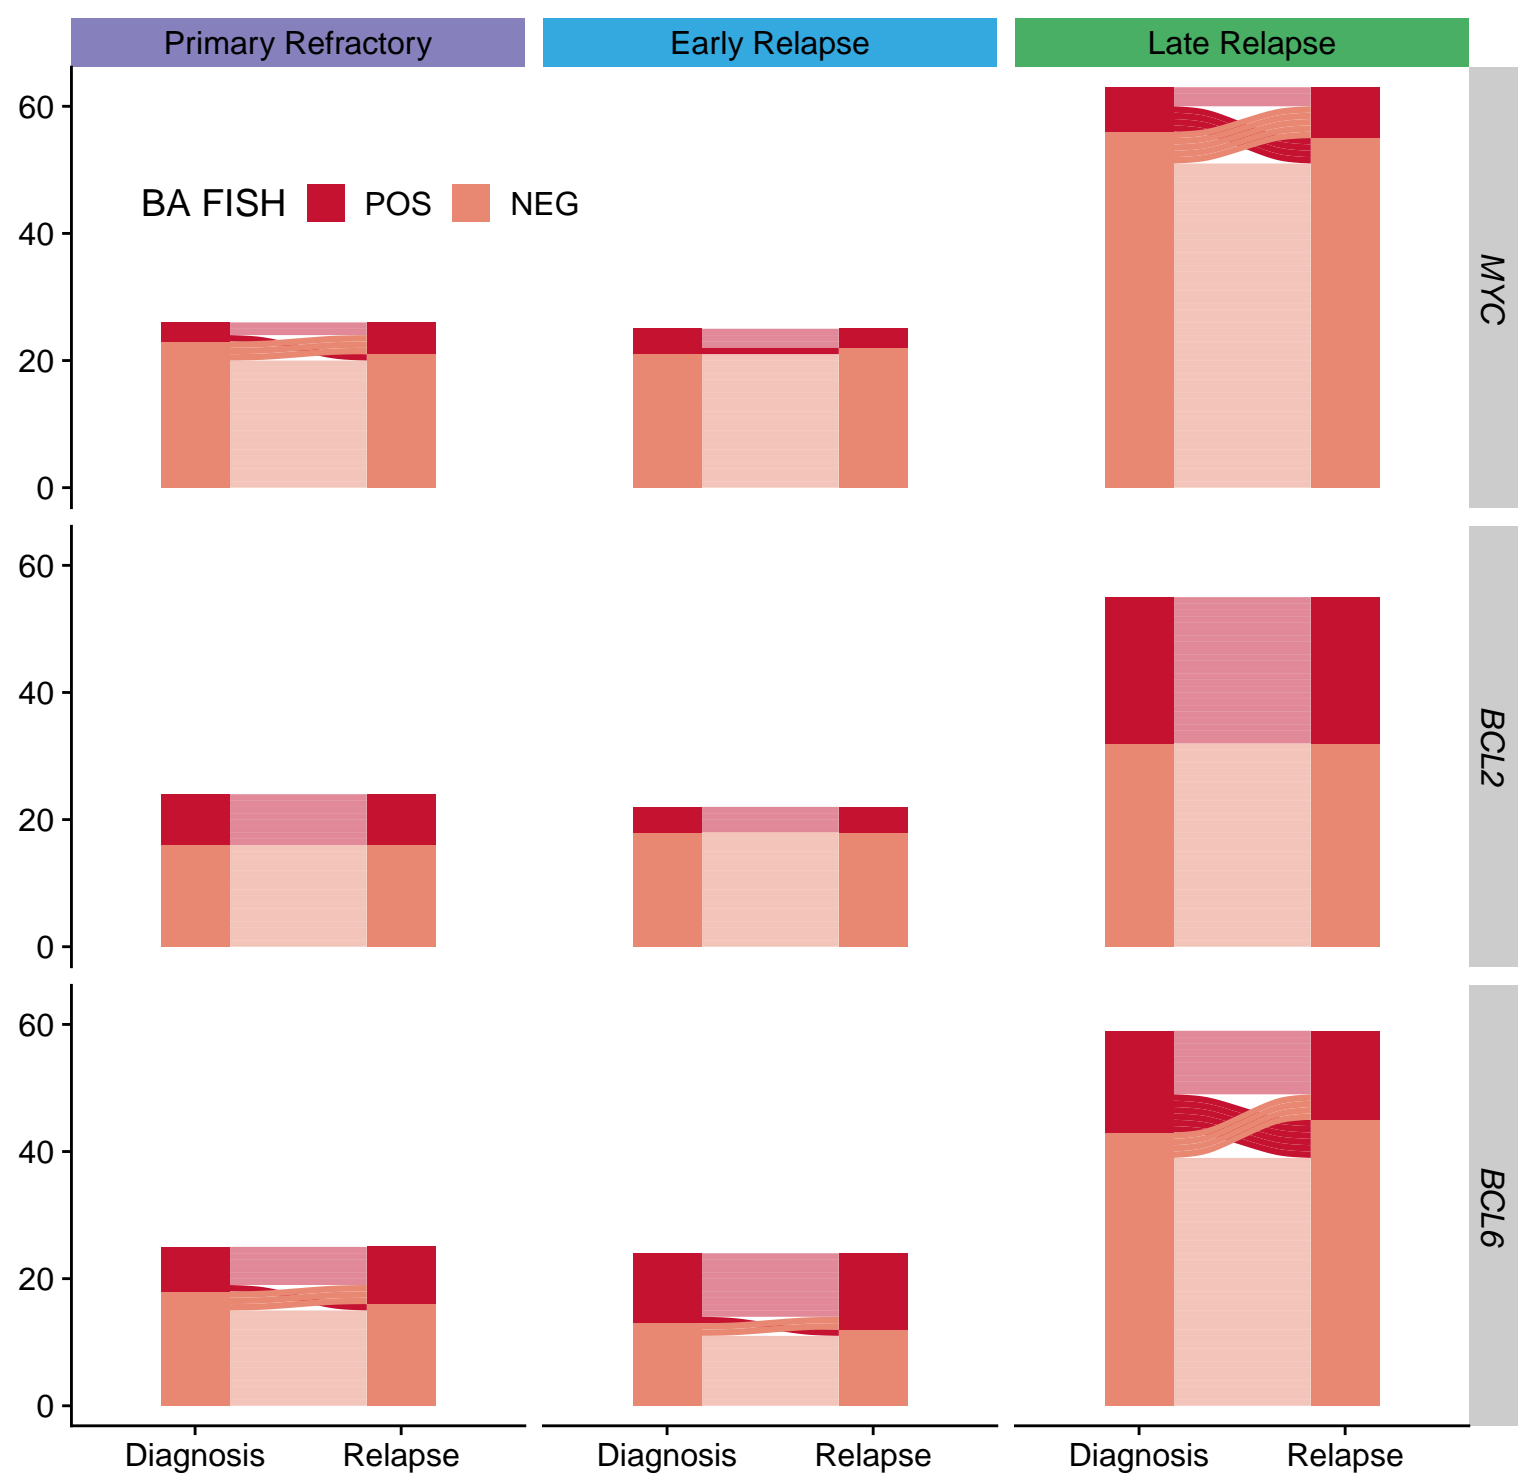 Primary Refractory Early Relapse Late Relapse
60
40
20
0
BA FISH POS NEG
MYC
60
40
20
0
BCL2
60
40
20
0
BCL6
Diagnosis Relapse Diagnosis Relapse Diagnosis Relapse